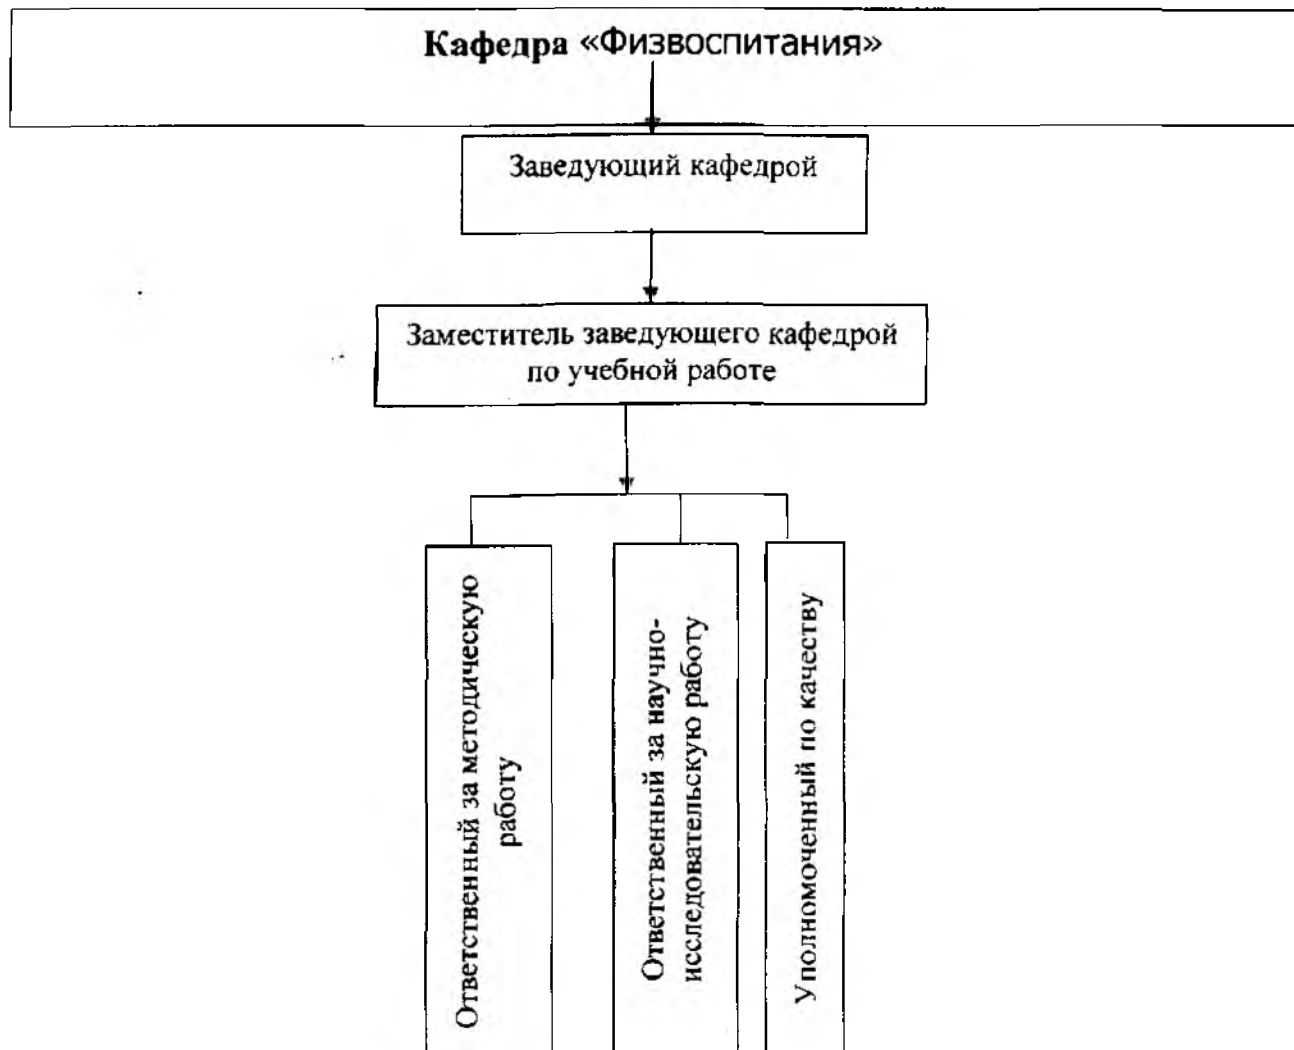 Кафедра «Физвоспитания»
Заведующий кафедрой
Заместитель заведующего кафедрой
по учебной работе
Ответственный за методическую
работу
Ответственный за научно-
исследовательскую работу
Уполномоченный по качеству